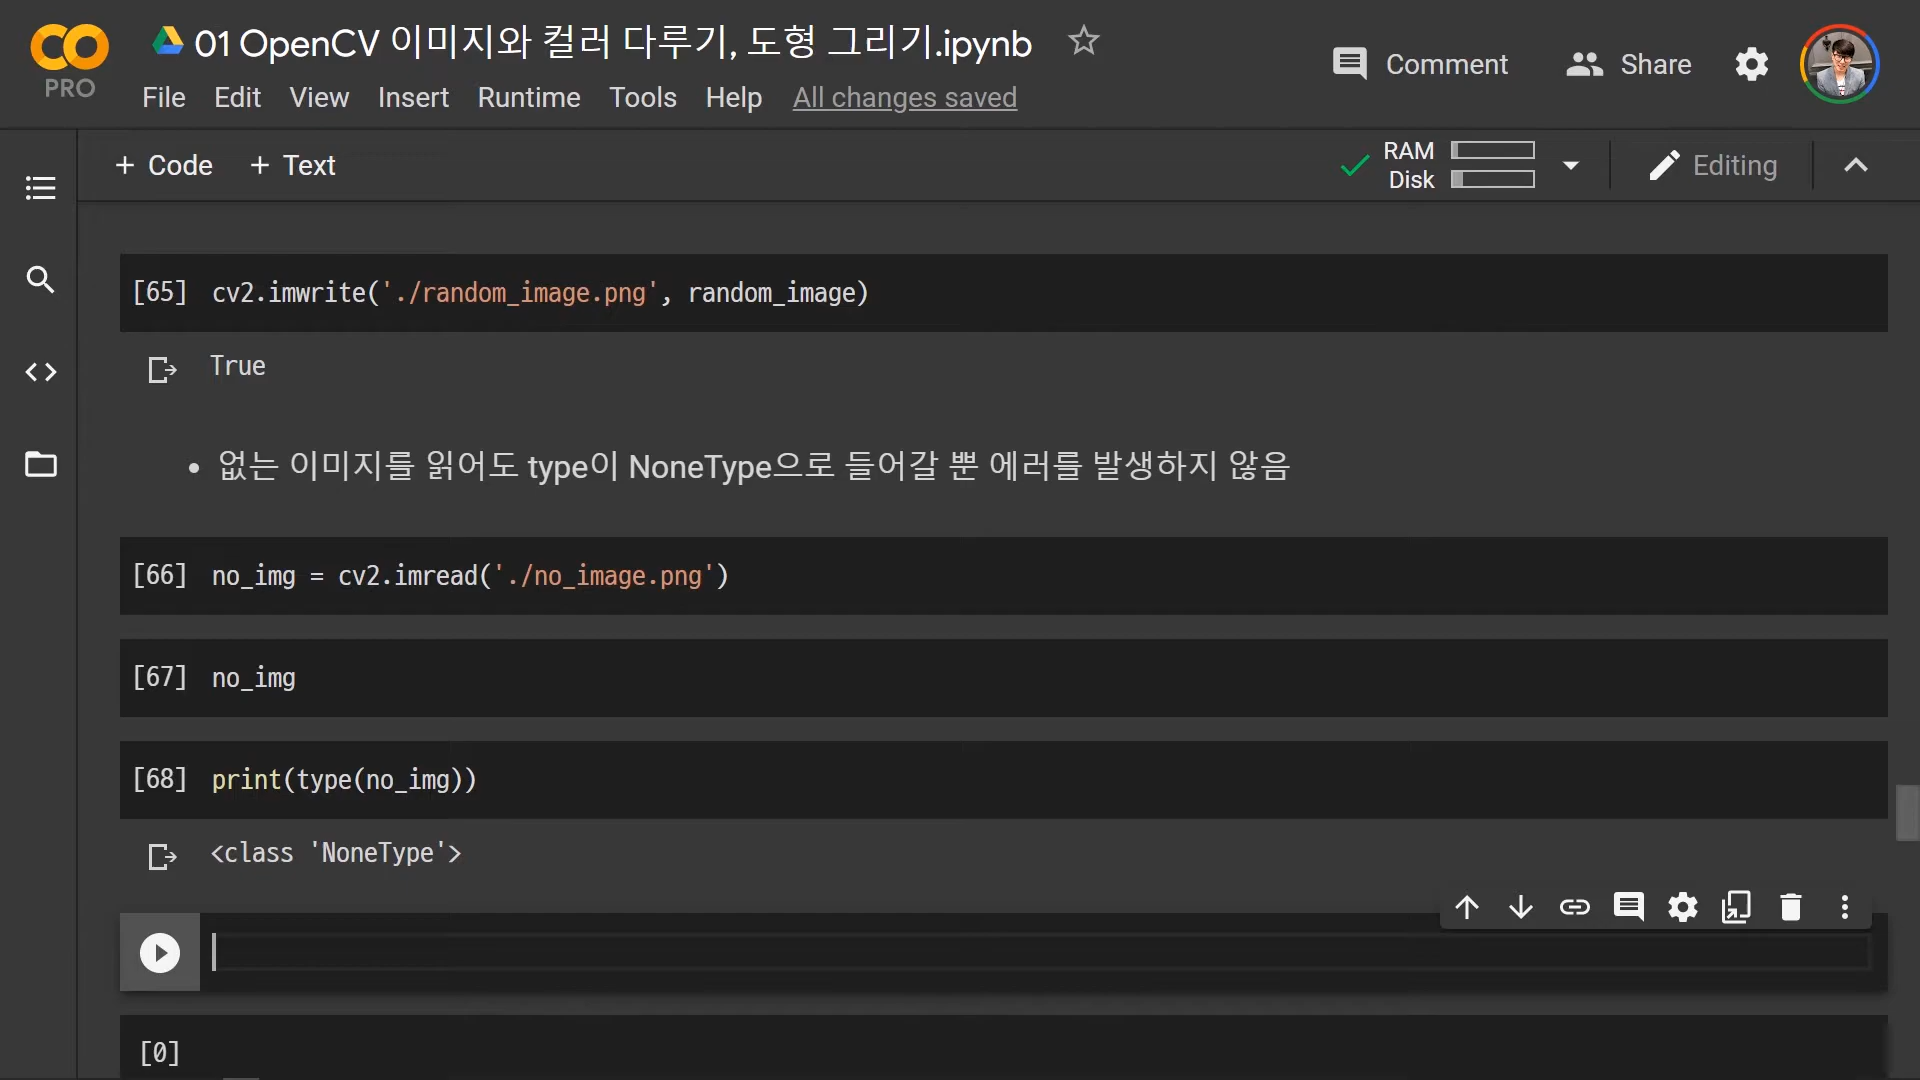 01 OpenCV 이미지와 컬러 다루기, 도형 그리기.ipynb
Comment
Share
PRO
File Edit View Insert Runtime Tools Help All changes saved
+ Code + Text
RAM
Disk
Editing
[65] cv2.imwrite('./random_image.png', random_image)
True
• 없는 이미지를 읽어도 type이 NoneType으로 들어갈 뿐 에러를 발생하지 않음
[66] no_img = cv2.imread('./no_image.png')
[67] no_img
[68] print(type(no_img))
<class 'NoneType'>
[0]